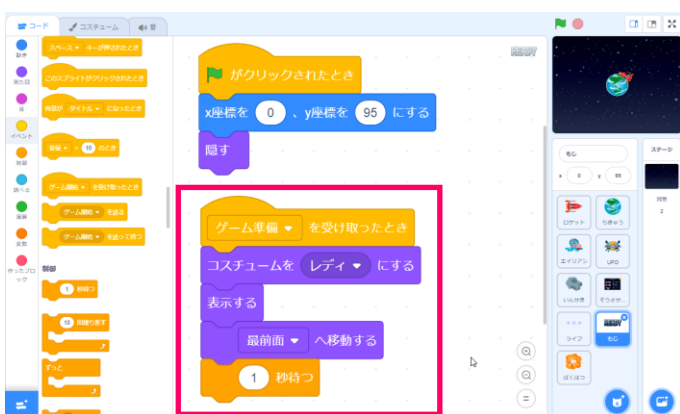 コード
コスチューム
音
スペース キーが押されたとき
このスプライトが押されたとき
背景が タイトル になったとき
音量 > 10 のとき
ゲーム開始 を受け取ったとき
ゲーム開始 を送る
ゲーム開始 を送って待つ
制御
1 秒待つ
10 回繰り返す
ずっと
動き
見た目
音
イベント
制御
調べる
演算
変数
作ったブロック
がクリックされたとき
x座標を 0 、y座標を 95 にする
隠す
ゲーム準備 を受け取ったとき
コスチュームを レディ にする
表示する
最前面 へ移動する
1 秒待つ
READY
もじ
ステージ
x 0 y 95
背景
2
ロケット
ちきゅう
エイリアン
UFO
いんせき
そうさせ...
ライフ
もじ
ばくはつ